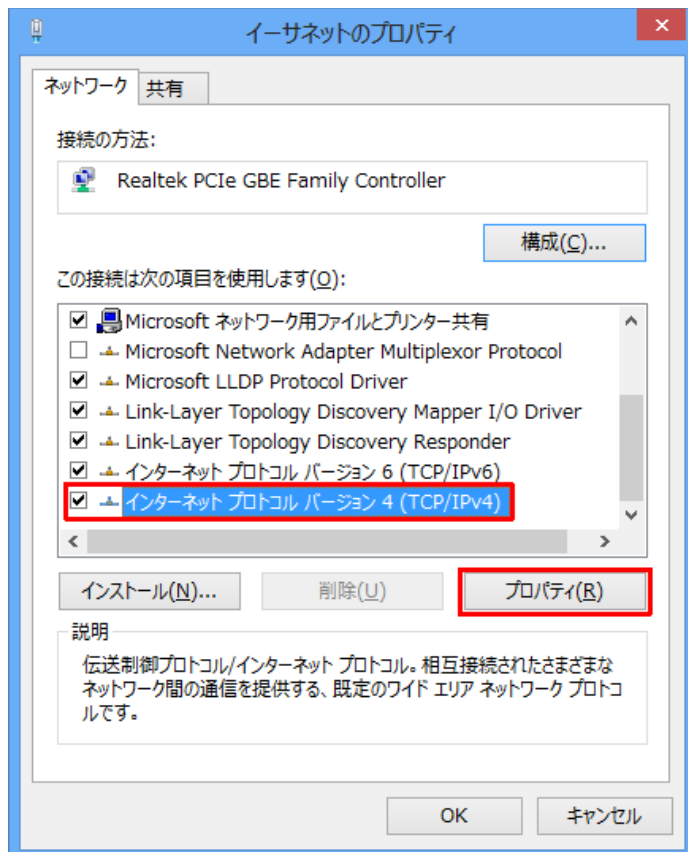 イーサネットのプロパティ
ネットワーク 共有
接続の方法:
Realtek PCIe GBE Family Controller
構成(C)...
この接続は次の項目を使用します(O):
Microsoft ネットワーク用ファイルとプリンター共有
Microsoft Network Adapter Multiplexor Protocol
Microsoft LLDP Protocol Driver
Link-Layer Topology Discovery Mapper I/O Driver
Link-Layer Topology Discovery Responder
インターネット プロトコル バージョン 6 (TCP/IPv6)
インターネット プロトコル バージョン 4 (TCP/IPv4)
インストール(N)... 削除(U) プロパティ(R)
説明
伝送制御プロトコル/インターネット プロトコル。相互接続されたさまざまな
ネットワーク間の通信を提供する、既定のワイド エリア ネットワーク プロトコ
ルです。
OK キャンセル